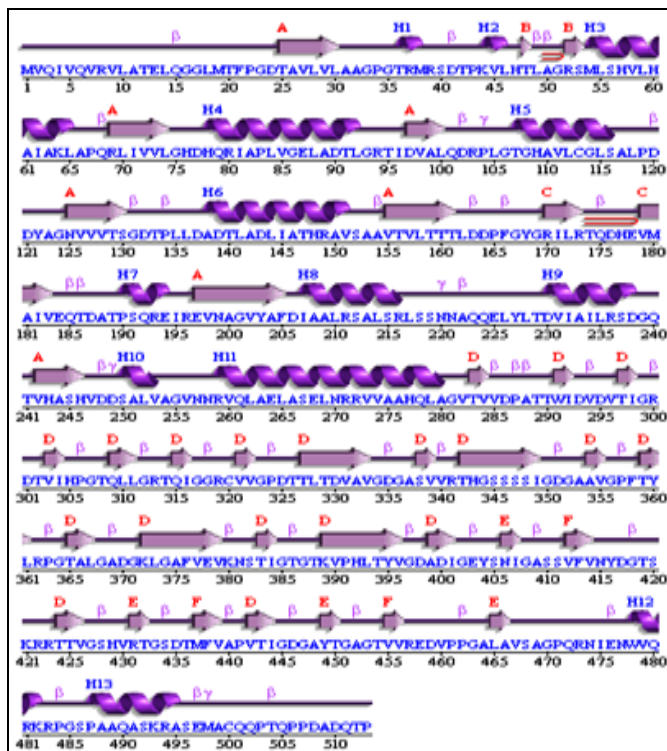 A H1 H2 B B H3
β β β β
MVQIVQVRVLATELQGGLMTFPGDTAVLVLAAGPGTRMRSDTPKVLHTLAGRSMLSHVLH
1 5 10 15 20 25 30 35 40 45 50 55 60
A H4 A H5
β β γ β
AIAKLAPQRLIVVLGHDHQRIAPLVGELADTLGRTIDVALQDRPLGTGHAVLCGLSALPD
61 65 70 75 80 85 90 95 100 105 110 115 120
A H6 A C C
β β β β β
DYAGNVVVTSGDTPLLDADTLADLIATHRAVSAAVTVLTTTLDDPFGYGRILRTQDHEVM
121 125 130 135 140 145 150 155 160 165 170 175 180
H7 A H8 H9
β β γ β β
AIVEQTDATPSQREIREVNAGVYAFDIAALRSALSRLSSNNAQQELYLTDVIAILRSDGQ
181 185 190 195 200 205 210 215 220 225 230 235 240
A H10 H11 D D D
β γ β β β β
TVHASHVDDSALVAGVNNRVQLAELASELNRRVVAAHQLAGVTVVDPATTWIDVDVTIGR
241 245 250 255 260 265 270 275 280 285 290 295 300
D D D D D D D D D
β β β β β β β
DTVIHPGTQLLGRTQIGGRCVVGPDTTLTDVAVGDGASVVRTHGSSSSIGDGAAVGPFTY
301 305 310 315 320 325 330 335 340 345 350 355 360
D D D D D E F
β β β β β β β β
LRPGTALGADGKLGAFVEVKNSTIGTGTKVPHLTYVGDADIGEYSNIGASSVFVNYDGTS
361 365 370 375 380 385 390 395 400 405 410 415 420
D E F D E F E H12
β β β β β
KRRTTVGSHVRTGSDTMFVAPVTIGDGAYTGAGTVVREDVPPGALAVSAGPQRNIENWVQ
421 425 430 435 440 445 450 455 460 465 470 475 480
H13
β β γ β
RKRPGSPAAQASKRASEMACQQPTQPPDADQTP
481 485 490 495 500 505 510